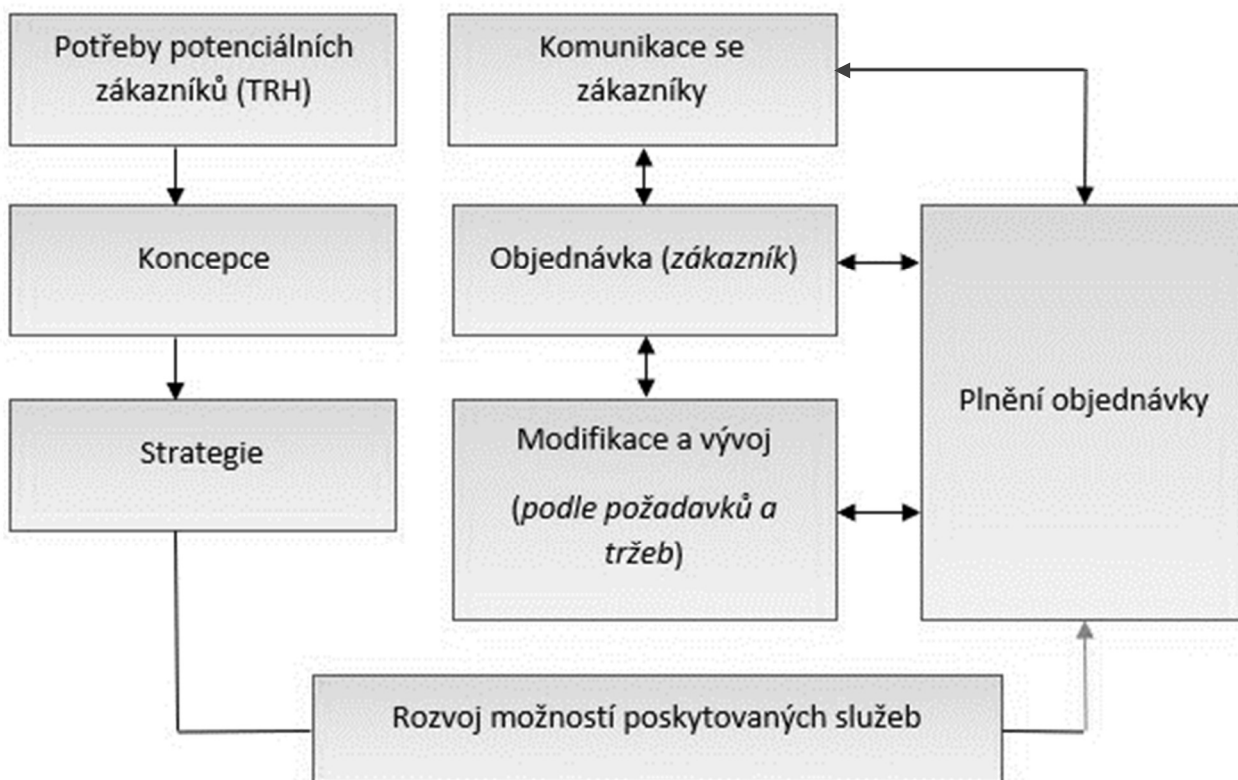 Potřeby potenciálních
zákazníků (TRH)
Koncepce
Strategie
Komunikace se
zákazníky
Objednávka (zákazník)
Modifikace a vývoj
(podle požadavků a
tržeb)
Plnění objednávky
Rozvoj možností poskytovaných služeb